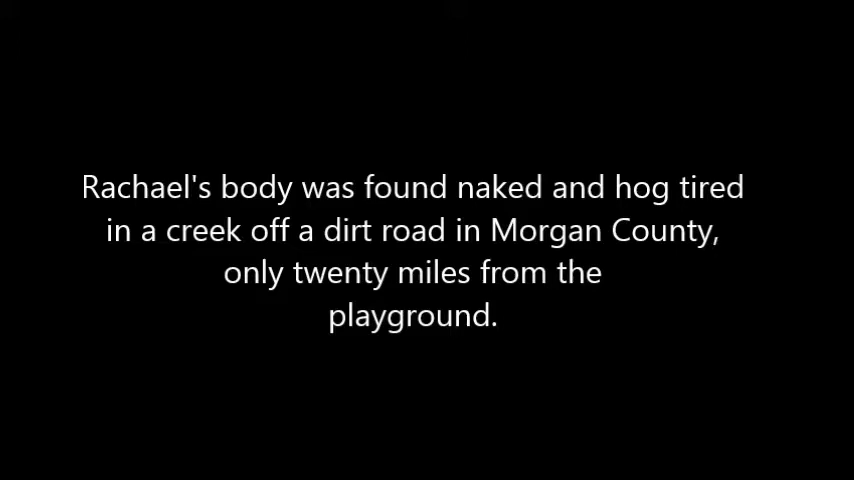 Rachael's body was found naked and hog tired
in a creek off a dirt road in Morgan County,
only twenty miles from the
playground.